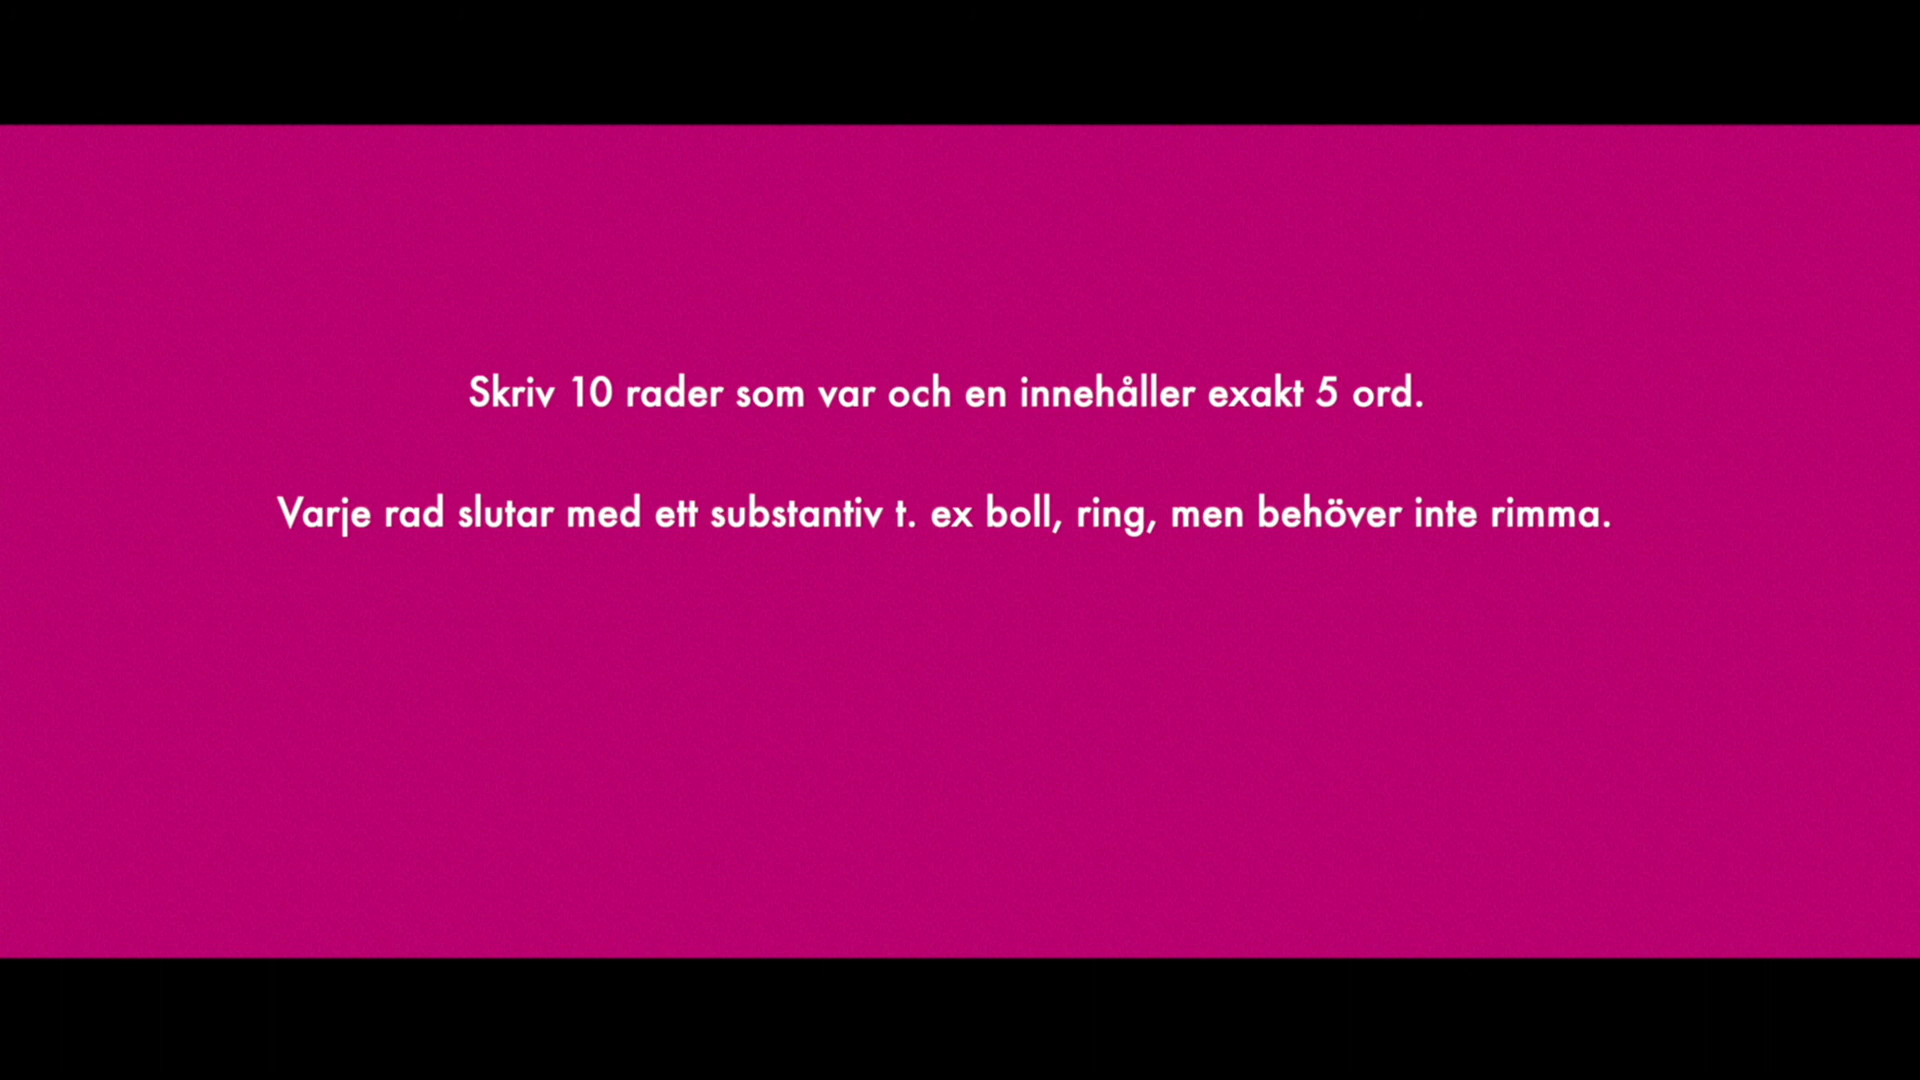 Skriv 10 rader som var och en innehåller exakt 5 ord.
Varje rad slutar med ett substantiv t. ex boll, ring, men behöver inte rimma.